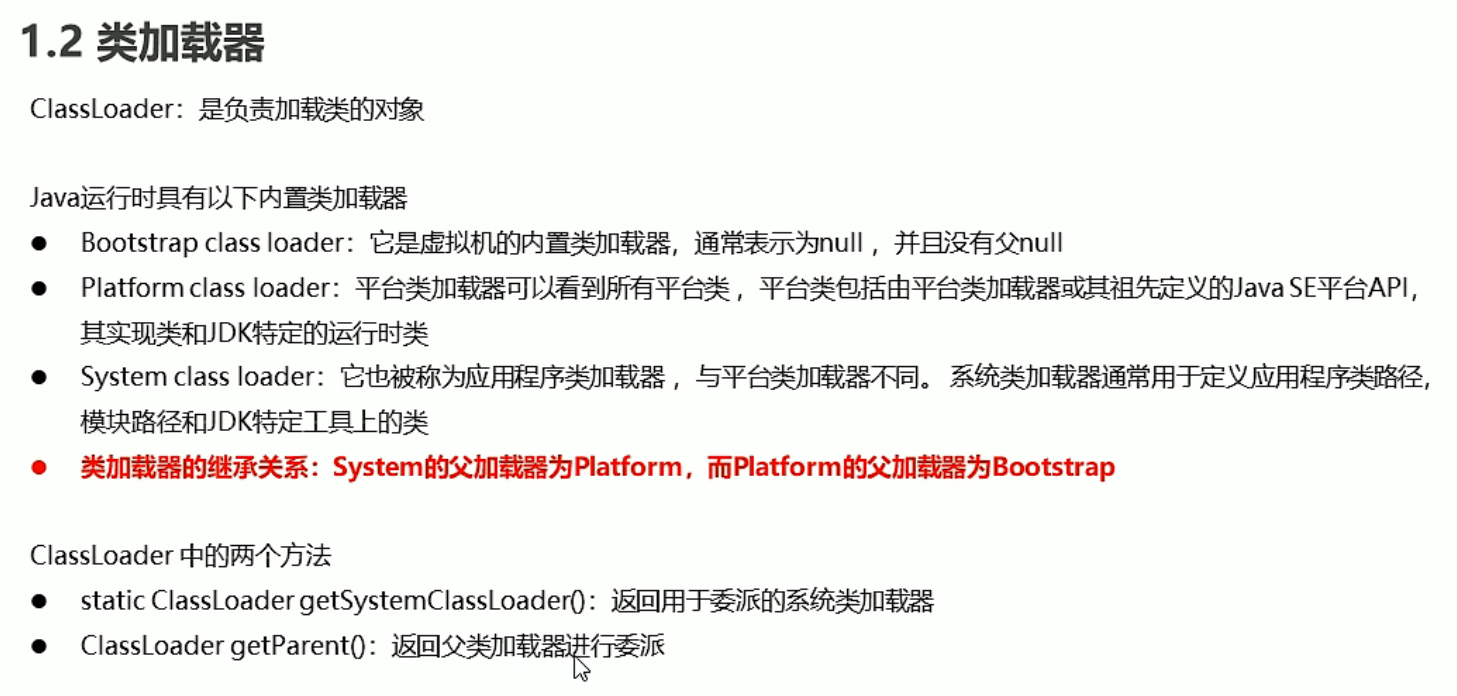 1.2 类加载器
ClassLoader：是负责加载类的对象
Java运行时具有以下内置类加载器
● Bootstrap class loader：它是虚拟机的内置类加载器，通常表示为null ，并且没有父null
● Platform class loader：平台类加载器可以看到所有平台类 ，平台类包括由平台类加载器或其祖先定义的Java SE平台API，
其实现类和JDK特定的运行时类
● System class loader：它也被称为应用程序类加载器 ，与平台类加载器不同。 系统类加载器通常用于定义应用程序类路径，
模块路径和JDK特定工具上的类
● 类加载器的继承关系：System的父加载器为Platform，而Platform的父加载器为Bootstrap
ClassLoader 中的两个方法
● static ClassLoader getSystemClassLoader()：返回用于委派的系统类加载器
● ClassLoader getParent()：返回父类加载器进行委派